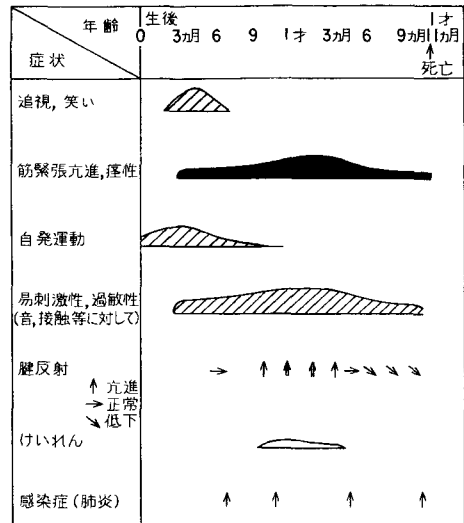 年齢
症状
生後
0 3カ月 6 9 1才 3カ月 6 9カ月 1才11カ月
↑
死亡
追視,笑い
筋緊張亢進,痙性
自発運動
易刺激性,過敏性
(音,接触等に対して)
腱反射
→ ↑ ↑ ↑ ↑ → ↘ ↘ ↘
↑ 亢進
→ 正常
↘ 低下
けいれん
感染症(肺炎)
↑ ↑ ↑ ↑